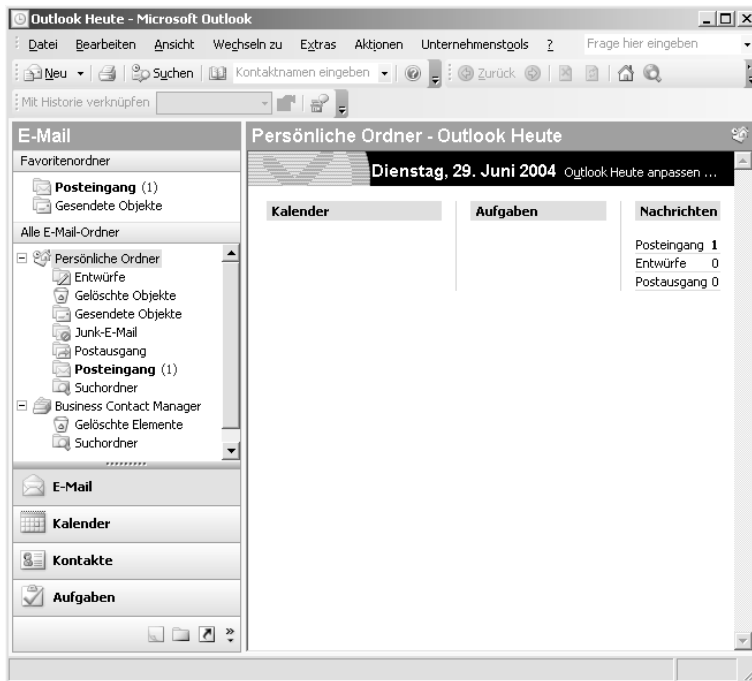 Outlook Heute - Microsoft Outlook
Datei Bearbeiten Ansicht Wechseln zu Extras Aktionen Unternehmenstools ? Frage hier eingeben
Neu Suchen Kontaktnamen eingeben Zurück
Mit Historie verknüpfen
E-Mail
Favoritenordner
Posteingang (1)
Gesendete Objekte
Alle E-Mail-Ordner
Persönliche Ordner
Entwürfe
Gelöschte Objekte
Gesendete Objekte
Junk-E-Mail
Postausgang
Posteingang (1)
Suchordner
Business Contact Manager
Gelöschte Elemente
Suchordner
E-Mail
Kalender
Kontakte
Aufgaben
Persönliche Ordner - Outlook Heute
Dienstag, 29. Juni 2004 Outlook Heute anpassen ...
Kalender Aufgaben Nachrichten
Posteingang 1
Entwürfe 0
Postausgang 0